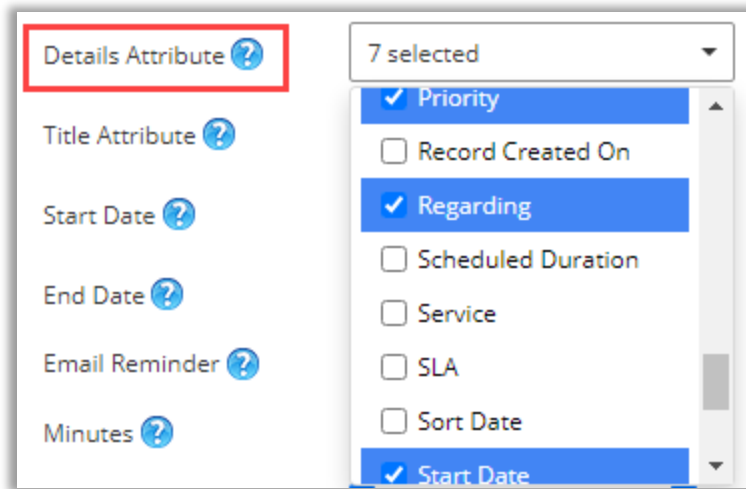 Details Attribute ?
7 selected
Priority
Title Attribute ?
Record Created On
Start Date ?
Regarding
Scheduled Duration
End Date ?
Service
Email Reminder ?
SLA
Minutes ?
Sort Date
Start Date